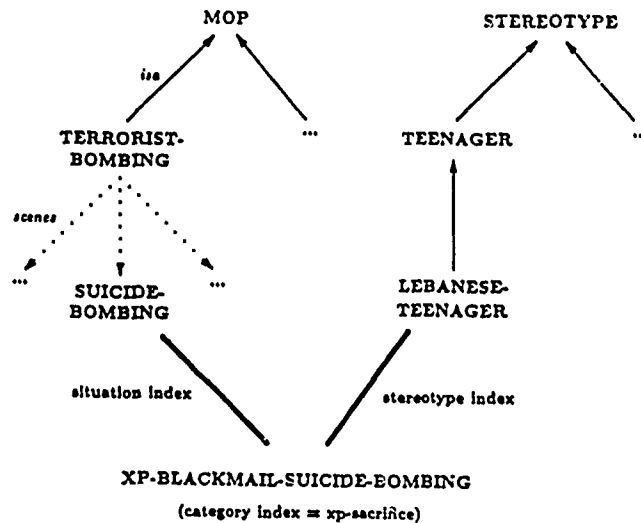 MOP
STEREOTYPE
isa
...
...
TERRORIST-
BOMBING
TEENAGER
scenes
...
...
SUICIDE-
BOMBING
LEBANESE-
TEENAGER
situation index
stereotype index
XP-BLACKMAIL-SUICIDE-BOMBING
(category index = xp-sacrifice)